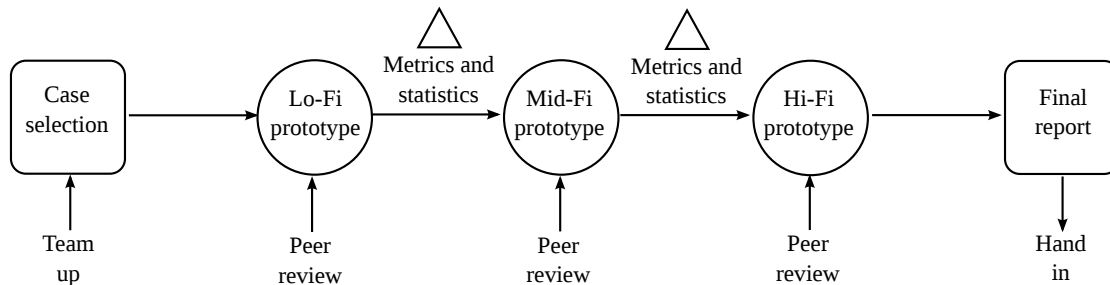 Case
selection
Lo-Fi
prototype
Metrics and
statistics
Mid-Fi
prototype
Metrics and
statistics
Hi-Fi
prototype
Final
report
Team
up
Peer
review
Peer
review
Peer
review
Hand
in